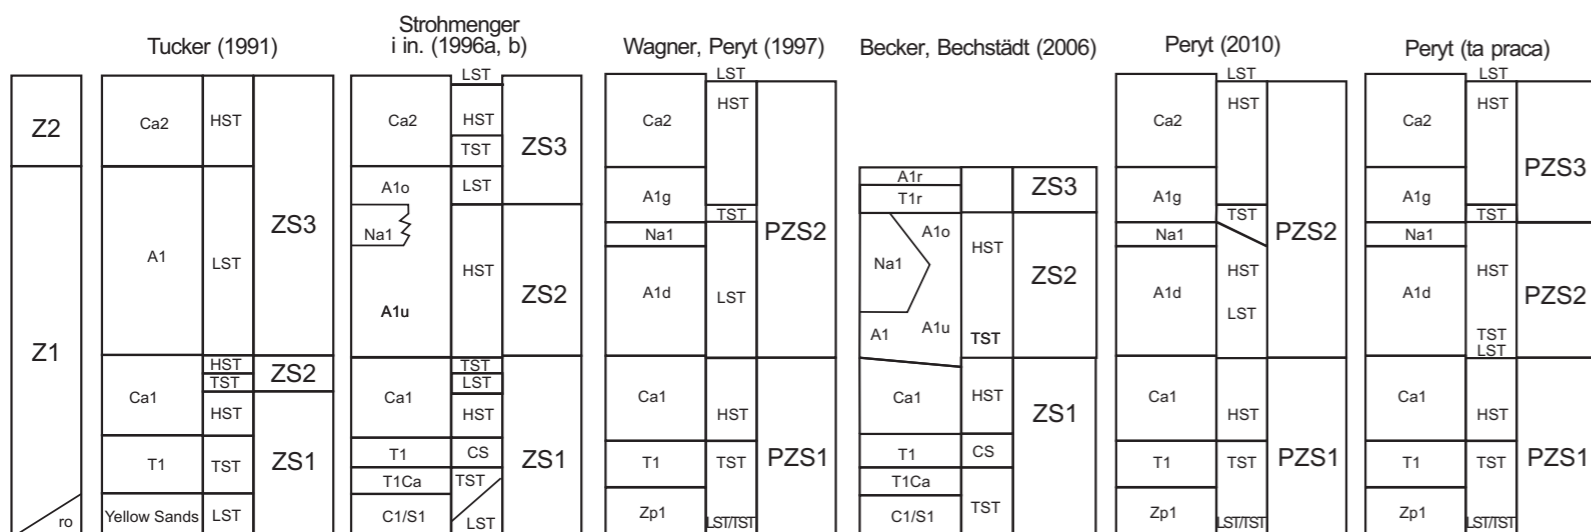 Tucker (1991)
Strohmenger
i in. (1996a, b)
Wagner, Peryt (1997)
Becker, Bechstädt (2006)
Peryt (2010)
Peryt (ta praca)
Z2
Z1
ro
Ca2
A1
Ca1
T1
Yellow Sands
HST
LST
HST
TST
HST
TST
LST
ZS3
ZS2
ZS1
Ca2
A1o
Na1
A1u
Ca1
T1
T1Ca
C1/S1
LST
HST
TST
LST
HST
TST
LST
HST
CS
TST
LST
ZS3
ZS2
ZS1
Ca2
A1g
Na1
A1d
Ca1
T1
Zp1
LST
HST
TST
LST
HST
TST
LST/TST
PZS2
PZS1
A1r
T1r
A1o
Na1
A1
A1u
Ca1
T1
T1Ca
C1/S1
HST
TST
HST
CS
TST
ZS3
ZS2
ZS1
Ca2
A1g
Na1
A1d
Ca1
T1
Zp1
LST
HST
TST
HST
LST
HST
TST
LST/TST
PZS2
PZS1
Ca2
A1g
Na1
A1d
Ca1
T1
Zp1
LST
HST
TST
HST
TST
LST
HST
TST
LST/TST
PZS3
PZS2
PZS1